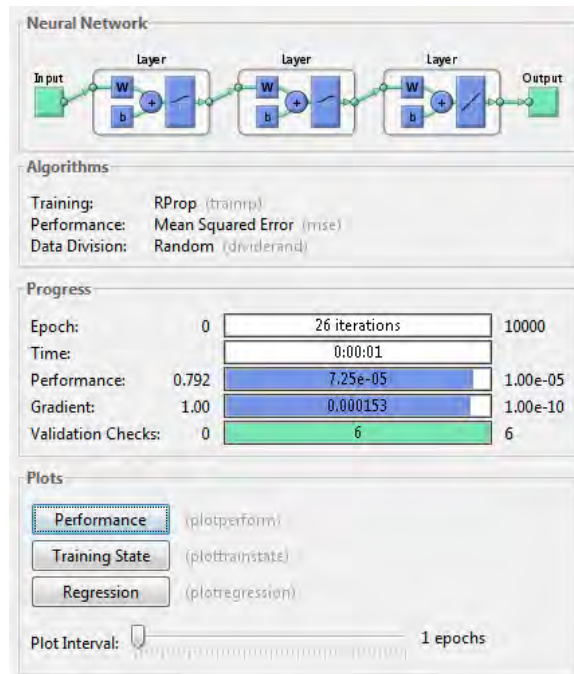 Neural Network
Layer Layer Layer
Input Output
W W W
+ + +
b b b
Algorithms
Training: RProp (trainrp)
Performance: Mean Squared Error (mse)
Data Division: Random (dividerand)
Progress
Epoch: 0 26 iterations 10000
Time: 0:00:01
Performance: 0.792 7.25e-05 1.00e-05
Gradient: 1.00 0.000153 1.00e-10
Validation Checks: 0 6 6
Plots
Performance (plotperform)
Training State (plottrainstate)
Regression (plotregression)
Plot Interval: 1 epochs